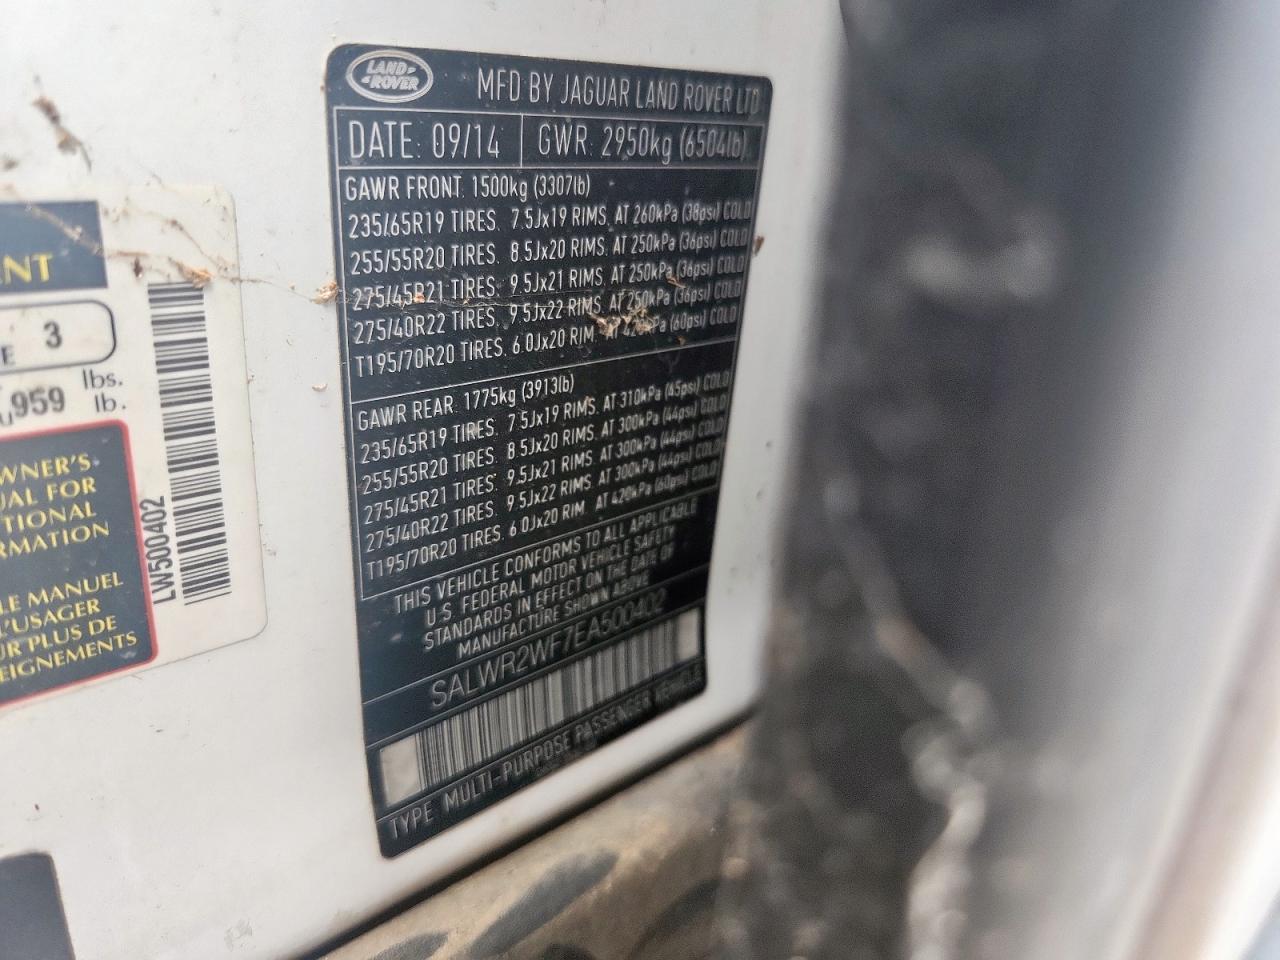 LAND-
-ROVER
MFD BY JAGUAR LAND ROVER LTD
DATE: 09/14
GWR: 2950kg (6504lb)
GAWR FRONT. 1500kg (3307lb)
235/65R19 TIRES. 7.5Jx19 RIMS. AT 260kPa (38psi) COLD
255/55R20 TIRES. 8.5Jx20 RIMS. AT 250kPa (36psi) COLD
275/45R21 TIRES. 9.5Jx21 RIMS. AT 250kPa (36psi) COLD
275/40R22 TIRES. 9.5Jx22 RIMS. AT 250kPa (36psi) COLD
T195/70R20 TIRES. 6.0Jx20 RIM. AT 420kPa (60psi) COLD
GAWR REAR: 1775kg (3913lb)
235/65R19 TIRES. 7.5Jx19 RIMS. AT 310kPa (45psi) COLD
255/55R20 TIRES. 8.5Jx20 RIMS. AT 300kPa (44psi) COLD
275/45R21 TIRES. 9.5Jx21 RIMS. AT 300kPa (44psi) COLD
275/40R22 TIRES. 9.5Jx22 RIMS. AT 300kPa (44psi) COLD
T195/70R20 TIRES. 6.0Jx20 RIM. AT 420kPa (60psi) COLD
THIS VEHICLE CONFORMS TO ALL APPLICABLE
U.S. FEDERAL MOTOR VEHICLE SAFETY
STANDARDS IN EFFECT ON THE DATE OF
MANUFACTURE SHOWN ABOVE
SALWR2WF7EA500402
TYPE MULTI-PURPOSE PASSENGER VEHICLE
ENT
E 3
959 lbs.
lb.
WNER'S
UAL FOR
TIONAL
RMATION
LE MANUEL
L'USAGER
UR PLUS DE
EIGNEMENTS
LW500402